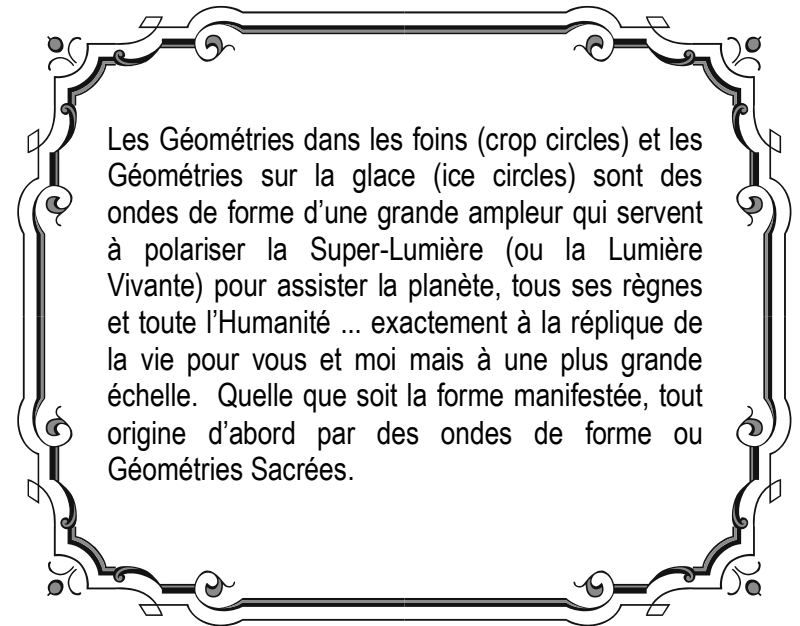 Les Géométries dans les foins (crop circles) et les
Géométries sur la glace (ice circles) sont des
ondes de forme d'une grande ampleur qui servent
à polariser la Super-Lumière (ou la Lumière
Vivante) pour assister la planète, tous ses règnes
et toute l'Humanité ... exactement à la réplique de
la vie pour vous et moi mais à une plus grande
échelle.  Quelle que soit la forme manifestée, tout
origine d'abord par des ondes de forme ou
Géométries Sacrées.